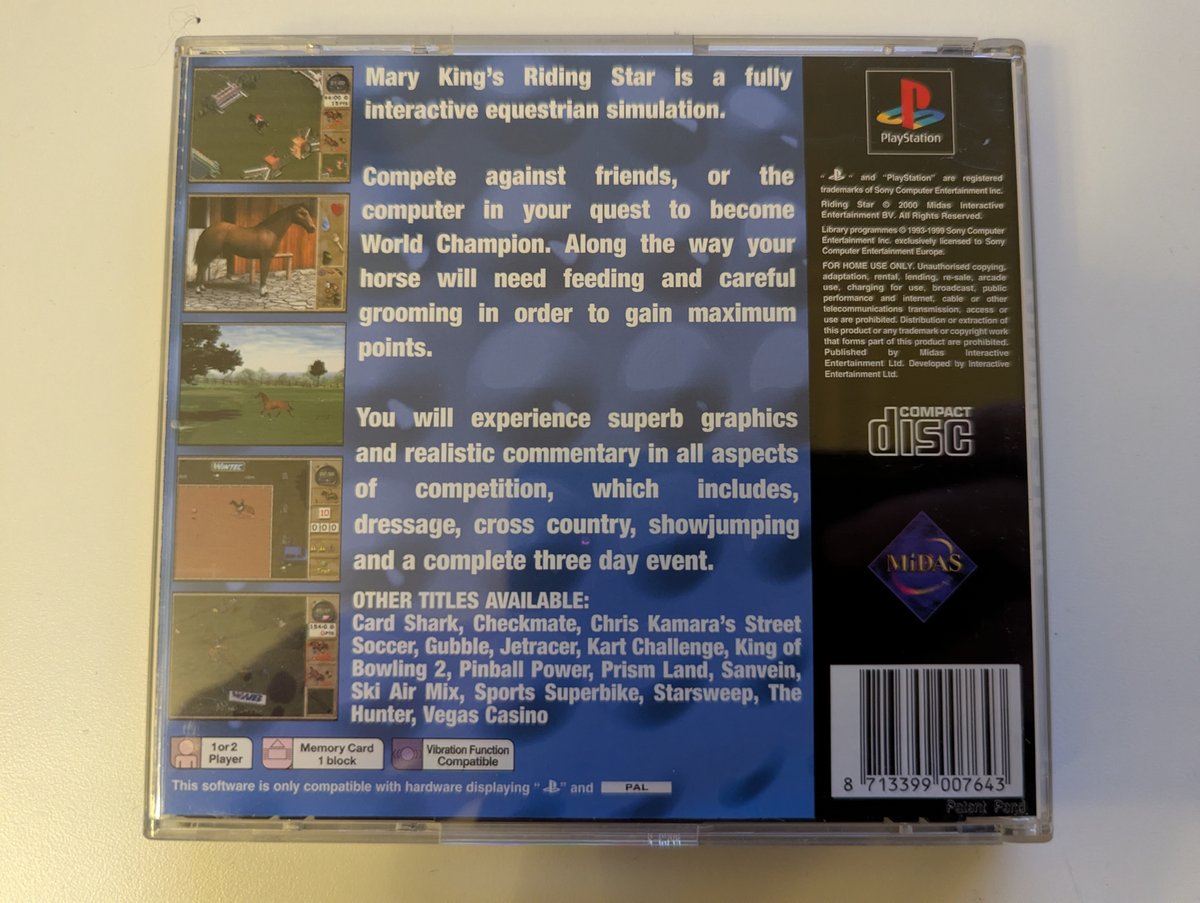 Mary King's Riding Star is a fully
interactive equestrian simulation.
Compete against friends, or the
computer in your quest to become
World Champion. Along the way your
horse will need feeding and careful
grooming in order to gain maximum
points.
You will experience superb graphics
and realistic commentary in all aspects
of competition, which includes,
dressage, cross country, showjumping
and a complete three day event.
OTHER TITLES AVAILABLE:
Card Shark, Checkmate, Chris Kamara's Street
Soccer, Gubble, Jetracer, Kart Challenge, King of
Bowling 2, Pinball Power, Prism Land, Sanvein,
Ski Air Mix, Sports Superbike, Starsweep, The
Hunter, Vegas Casino
WINTEC
10
000
1 or 2
Player
Memory Card
1 block
Vibration Function
Compatible
This software is only compatible with hardware displaying " " and PAL
PlayStation
" " and "PlayStation" are registered
trademarks of Sony Computer Entertainment Inc.
Riding Star © 2000 Midas Interactive
Entertainment BV. All Rights Reserved.
Library programmes © 1993-1999 Sony Computer
Entertainment Inc. exclusively licensed to Sony
Computer Entertainment Europe.
FOR HOME USE ONLY. Unauthorised copying,
adaptation, rental, lending, re-sale, arcade
use, charging for use, broadcast, public
performance and internet, cable or other
telecommunications transmission, access or
use are prohibited. Distribution or extraction of
this product or any trademark or copyright work
that forms part of this product are prohibited.
Published by Midas Interactive
Entertainment Ltd. Developed by Interactive
Entertainment Ltd.
COMPACT
disc
MiDAS
8 713399 007643
Patent Pend